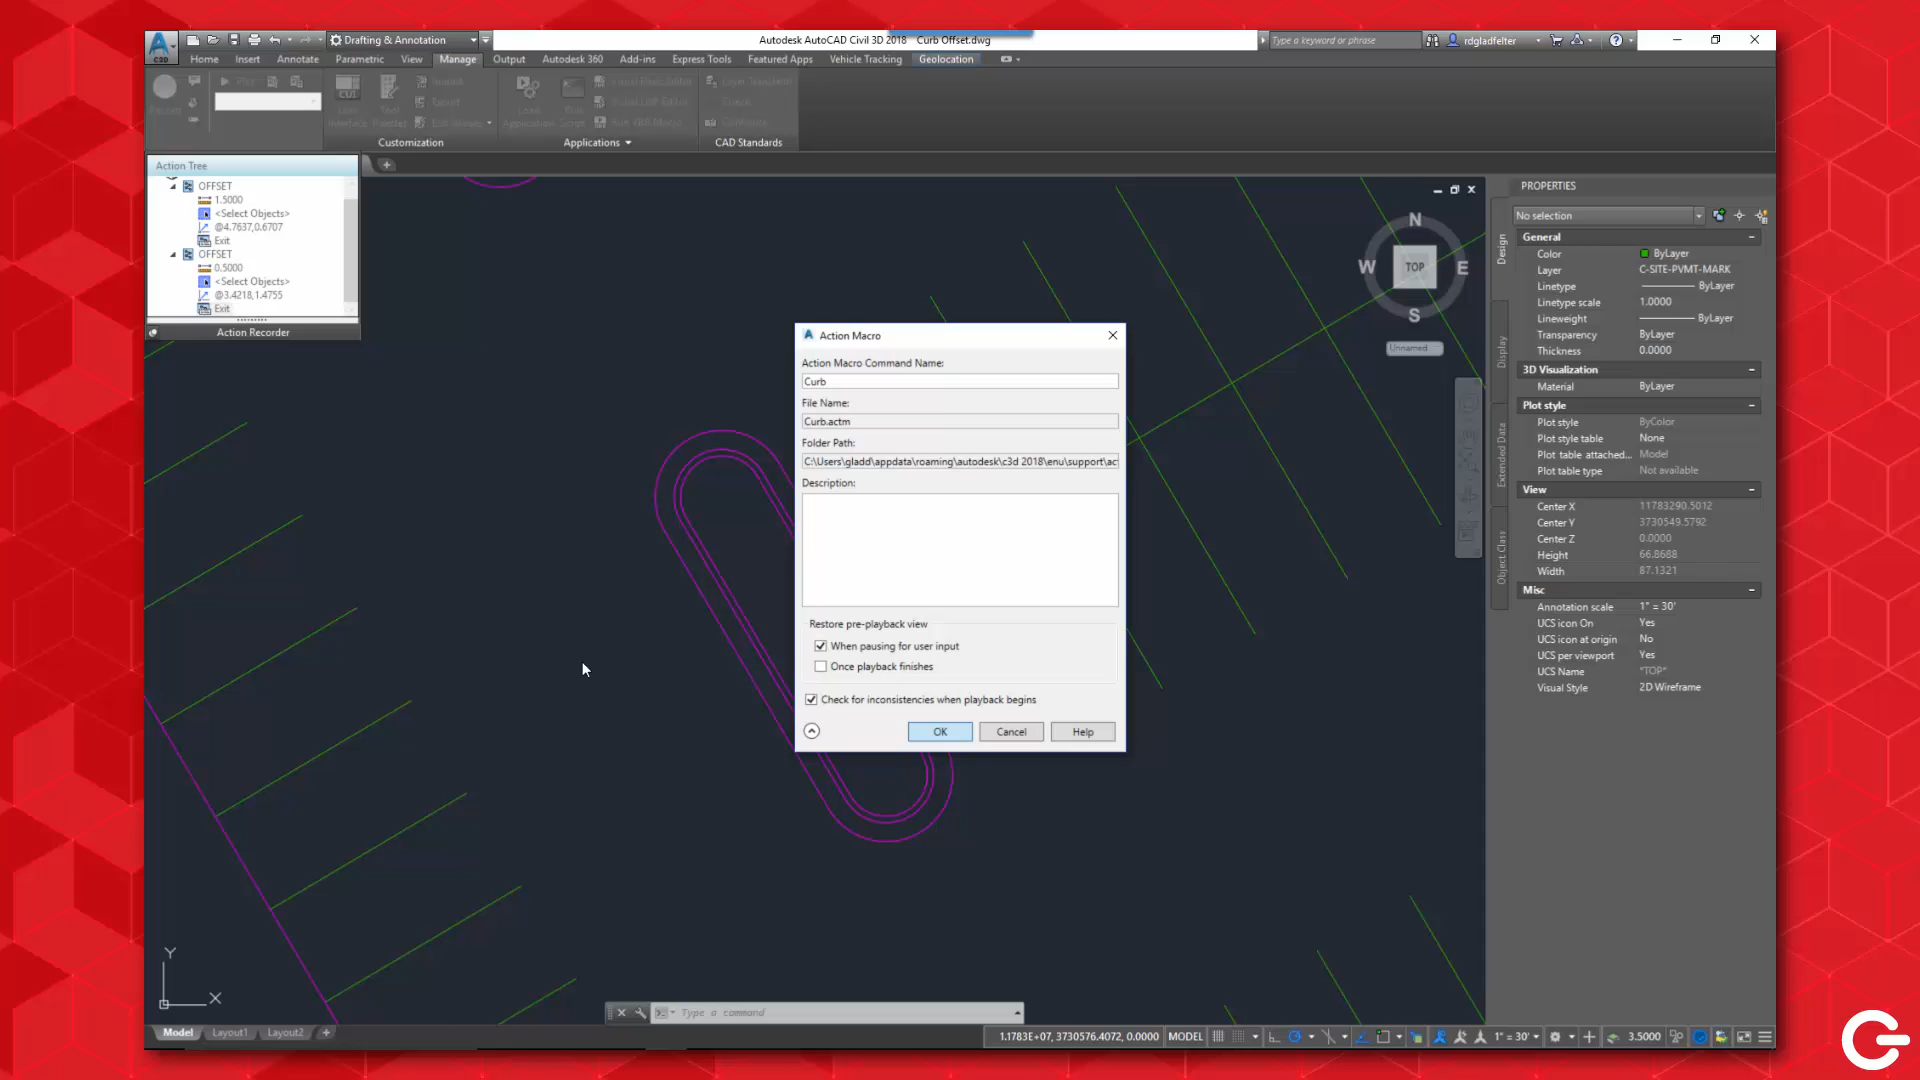 Drafting & Annotation
Autodesk AutoCAD Civil 3D 2018 Curb Offset.dwg
Type a keyword or phrase
rdgladfelter
C3D
Home Insert Annotate Parametric View Manage Output Autodesk 360 Add-ins Express Tools Featured Apps Vehicle Tracking Geolocation
Customization
Applications
CAD Standards
Action Tree
OFFSET
1.5000
<Select Objects>
@4.7637,0.6707
Exit
OFFSET
0.5000
<Select Objects>
@3.4218,1.4755
Exit
Action Recorder
N
W TOP E
S
Unnamed
Action Macro
Action Macro Command Name:
Curb
File Name:
Curb.actm
Folder Path:
C:\Users\gladd\appdata\roaming\autodesk\c3d 2018\enu\support\ac
Description:
Restore pre-playback view
When pausing for user input
Once playback finishes
Check for inconsistencies when playback begins
OK Cancel Help
PROPERTIES
No selection
Design
Display
Extended Data
Object Class
General
Color ByLayer
Layer C-SITE-PVMT-MARK
Linetype ByLayer
Linetype scale 1.0000
Lineweight ByLayer
Transparency ByLayer
Thickness 0.0000
3D Visualization
Material ByLayer
Plot style
Plot style ByColor
Plot style table None
Plot table attached... Model
Plot table type Not available
View
Center X 11783290.5012
Center Y 3730549.5792
Center Z 0.0000
Height 66.8688
Width 87.1321
Misc
Annotation scale 1" = 30'
UCS icon On Yes
UCS icon at origin No
UCS per viewport Yes
UCS Name *TOP*
Visual Style 2D Wireframe
Y
X
Type a command
Model Layout1 Layout2
1.1783E+07, 3730576.4072, 0.0000 MODEL 1" = 30' 3.5000